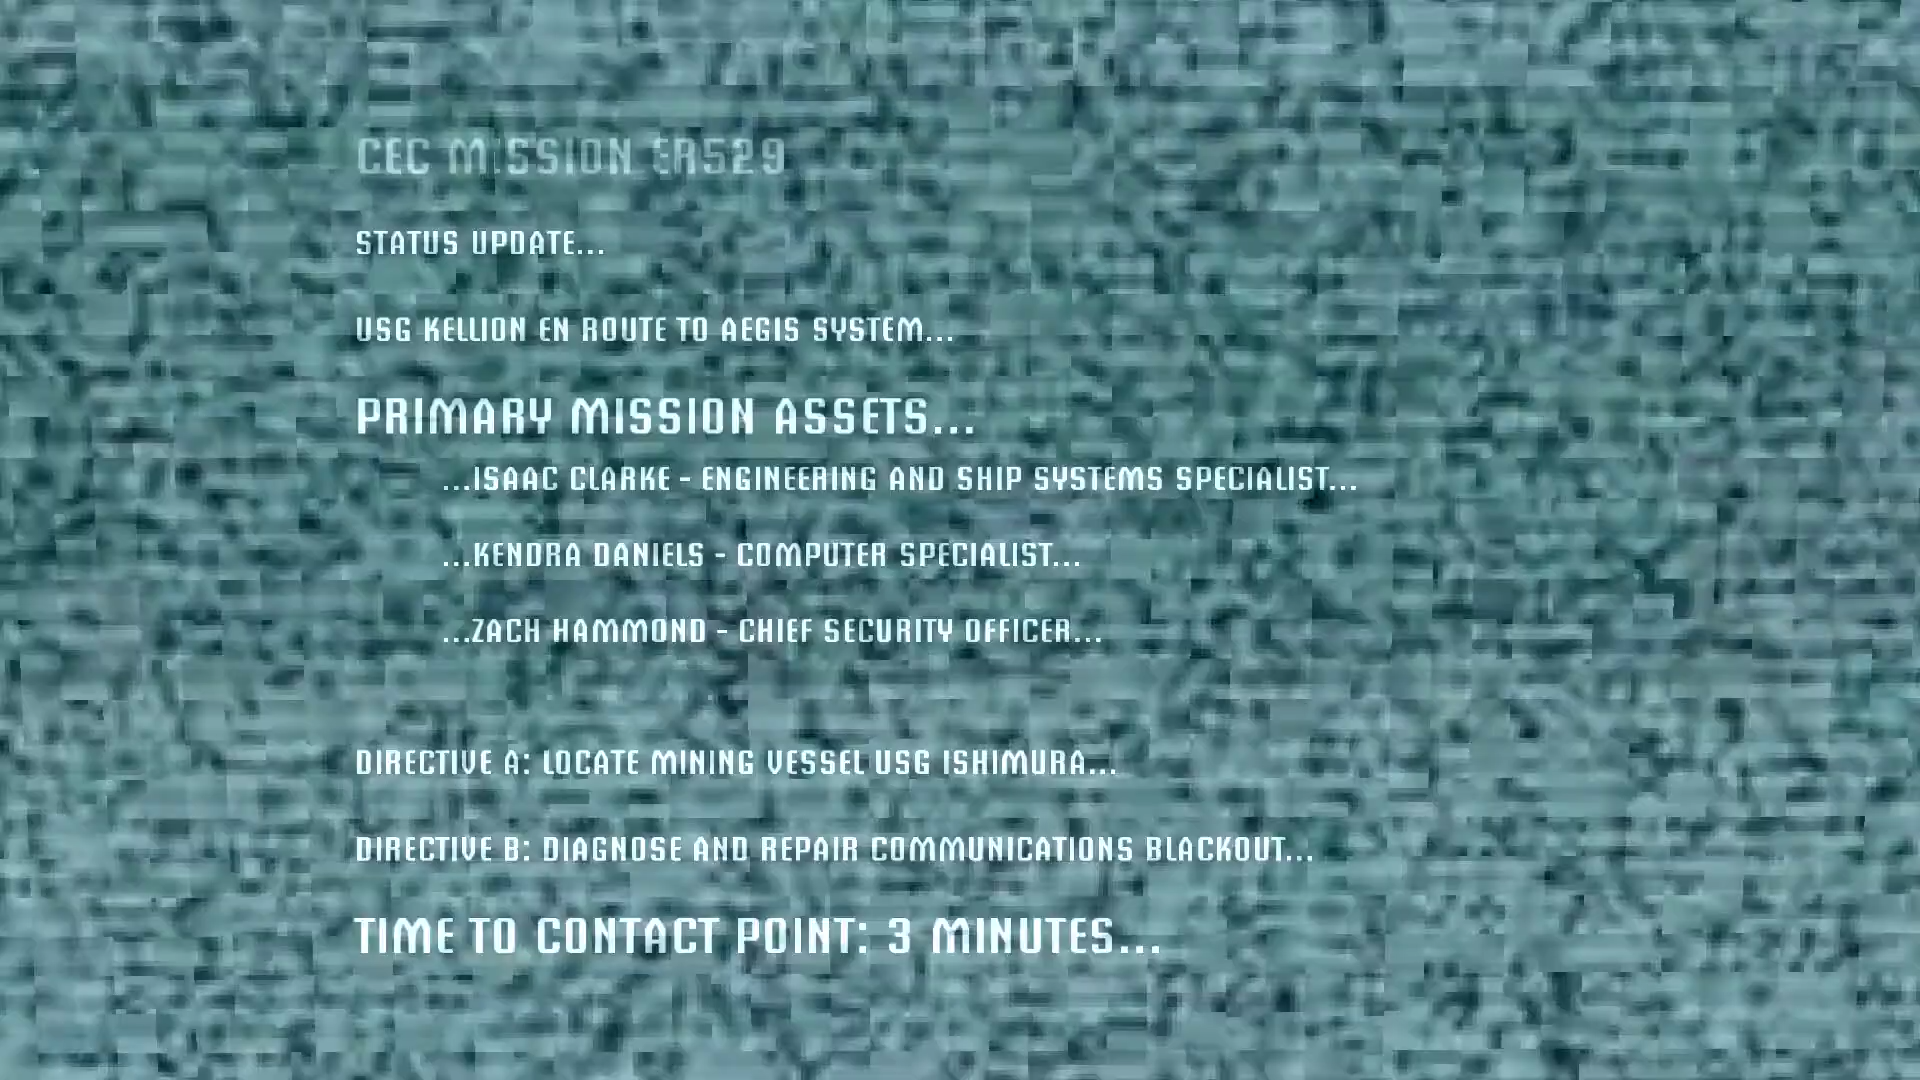 CEC MISSION ER529
STATUS UPDATE...
USG KELLION EN ROUTE TO AEGIS SYSTEM...
PRIMARY MISSION ASSETS...
...ISAAC CLARKE - ENGINEERING AND SHIP SYSTEMS SPECIALIST...
...KENDRA DANIELS - COMPUTER SPECIALIST...
...ZACH HAMMOND - CHIEF SECURITY OFFICER...
DIRECTIVE A: LOCATE MINING VESSEL USG ISHIMURA...
DIRECTIVE B: DIAGNOSE AND REPAIR COMMUNICATIONS BLACKOUT...
TIME TO CONTACT POINT: 3 MINUTES...